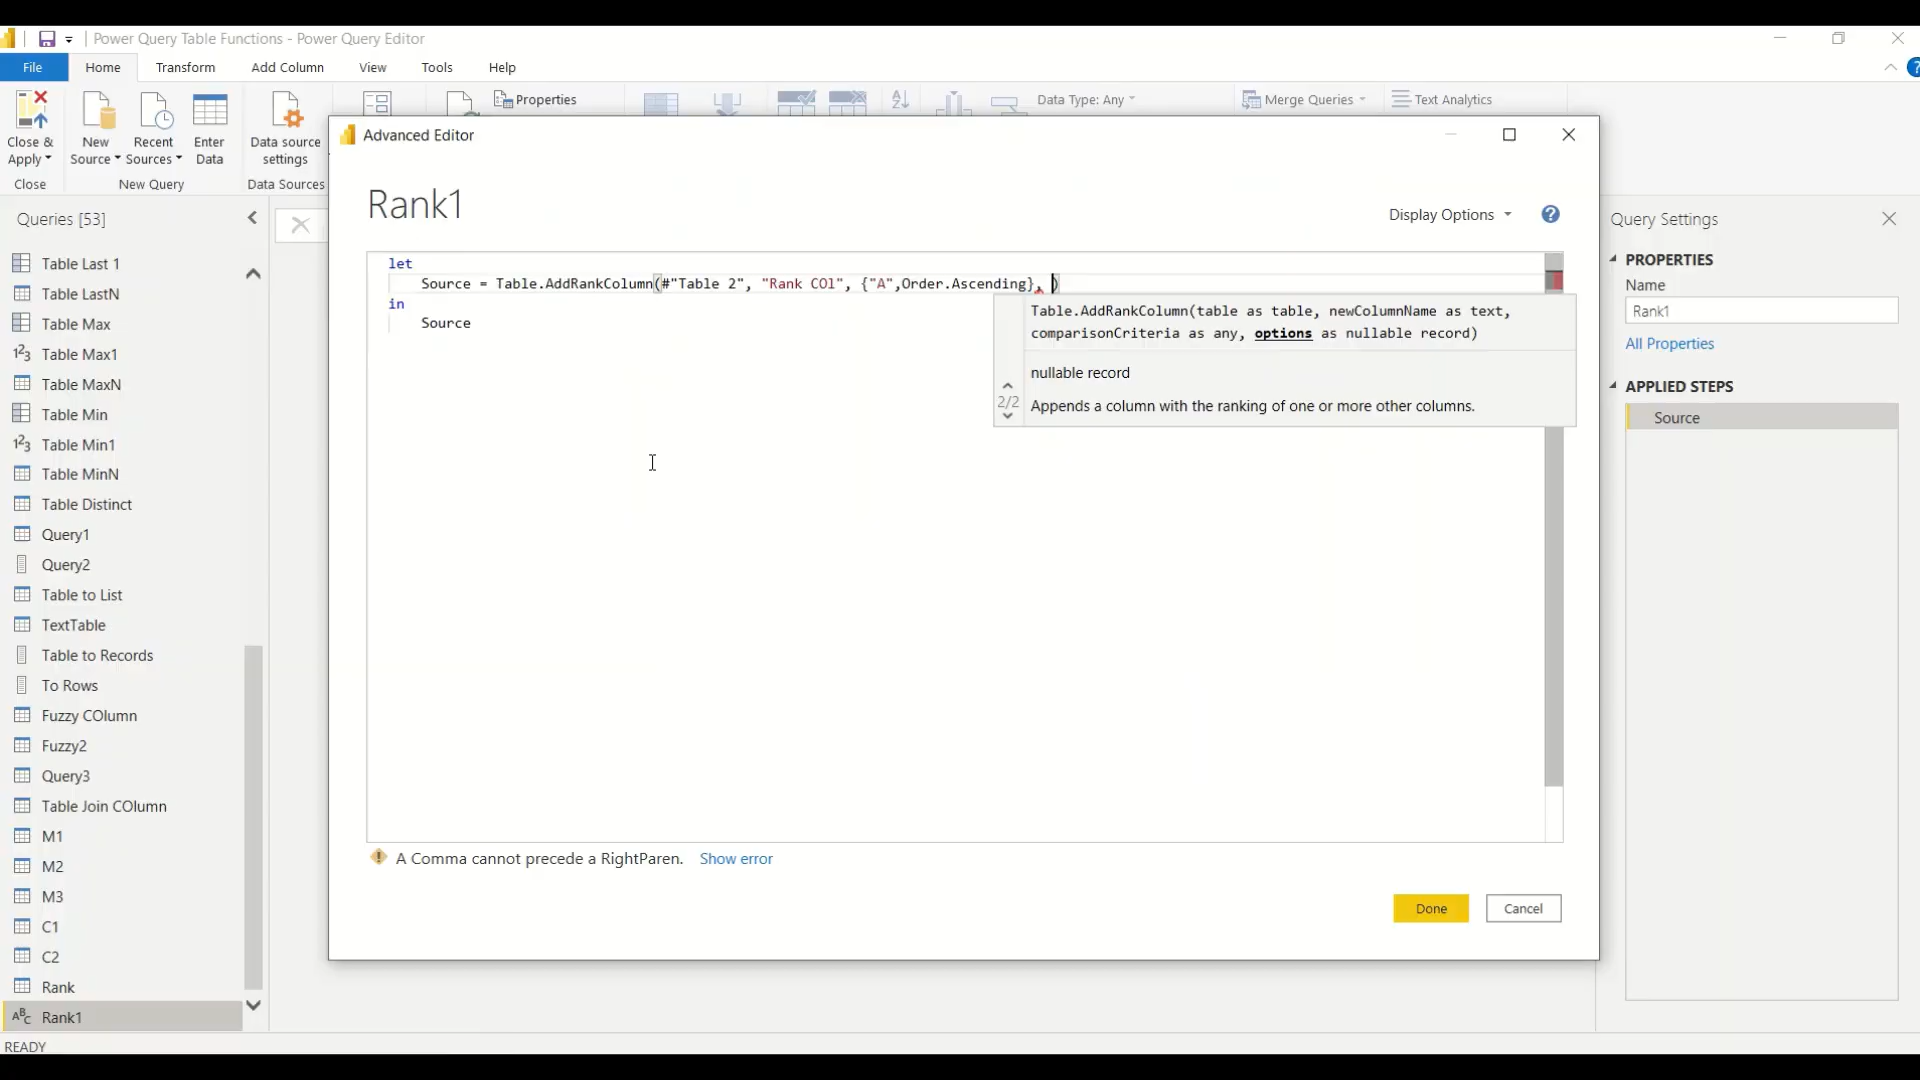 Power Query Table Functions - Power Query Editor
File Home Transform Add Column View Tools Help
Close & Apply
New Source
Recent Sources
Enter Data
Data source settings
Properties
Data Type: Any
Merge Queries
Text Analytics
Close
New Query
Data Sources
Queries [53]
Table Last 1
Table LastN
Table Max
Table Max1
Table MaxN
Table Min
Table Min1
Table MinN
Table Distinct
Query1
Query2
Table to List
TextTable
Table to Records
To Rows
Fuzzy COlumn
Fuzzy2
Query3
Table Join COlumn
M1
M2
M3
C1
C2
Rank
Rank1
READY
Advanced Editor
Rank1
Display Options
let
Source = Table.AddRankColumn(#"Table 2", "Rank COl", {"A",Order.Ascending}, )
in
Source
Table.AddRankColumn(table as table, newColumnName as text,
comparisonCriteria as any, options as nullable record)
nullable record
2/2
Appends a column with the ranking of one or more other columns.
A Comma cannot precede a RightParen. Show error
Done
Cancel
Query Settings
PROPERTIES
Name
Rank1
All Properties
APPLIED STEPS
Source